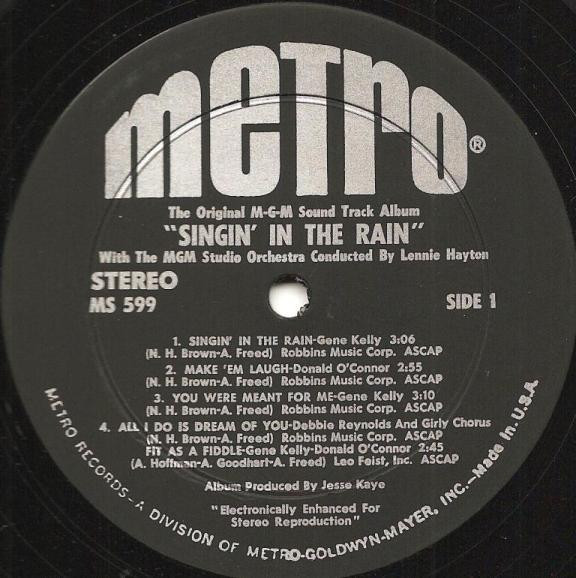 metro®
The Original M-G-M Sound Track Album
"SINGIN' IN THE RAIN"
With The MGM Studio Orchestra Conducted By Lennie Hayton
STEREO
MS 599
SIDE 1
1. SINGIN' IN THE RAIN-Gene Kelly 3:06
(N. H. Brown-A. Freed) Robbins Music Corp. ASCAP
2. MAKE 'EM LAUGH-Donald O'Connor 2:55
(N. H. Brown-A. Freed) Robbins Music Corp. ASCAP
3. YOU WERE MEANT FOR ME-Gene Kelly 3:10
(N. H. Brown-A. Freed) Robbins Music Corp. ASCAP
4. ALL I DO IS DREAM OF YOU-Debbie Reynolds And Girly Chorus
(N. H. Brown-A. Freed) Robbins Music Corp. ASCAP
FIT AS A FIDDLE-Gene Kelly-Donald O'Connor 2:45
(A. Hoffman-A. Goodhart-A. Freed) Leo Feist, Inc. ASCAP
Album Produced By Jesse Kaye
"Electronically Enhanced For
Stereo Reproduction"
METRO RECORDS-A DIVISION OF METRO-GOLDWYN-MAYER, INC.-Made In U.S.A.